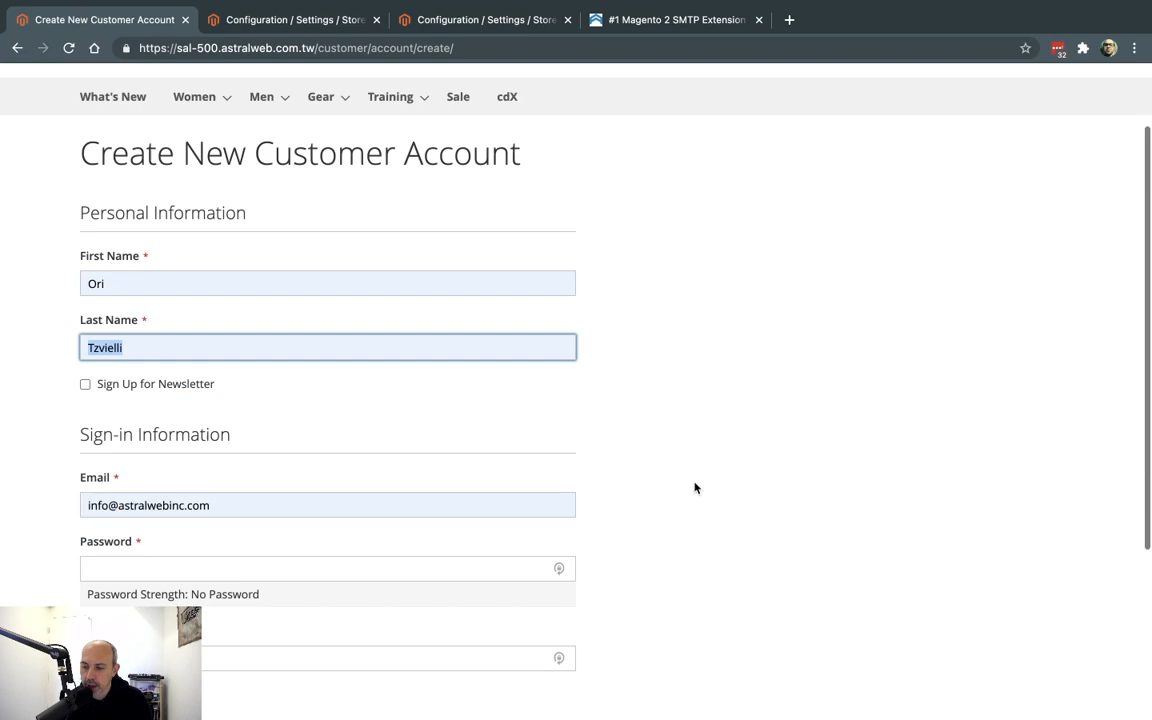 Create New Customer Account
Configuration / Settings / Store
Configuration / Settings / Store
#1 Magento 2 SMTP Extension
https://sal-500.astralweb.com.tw/customer/account/create/
32
What's New Women Men Gear Training Sale cdX
Create New Customer Account
Personal Information
First Name *
Ori
Last Name *
Tzvielli
Sign Up for Newsletter
Sign-in Information
Email *
info@astralwebinc.com
Password *
Password Strength: No Password